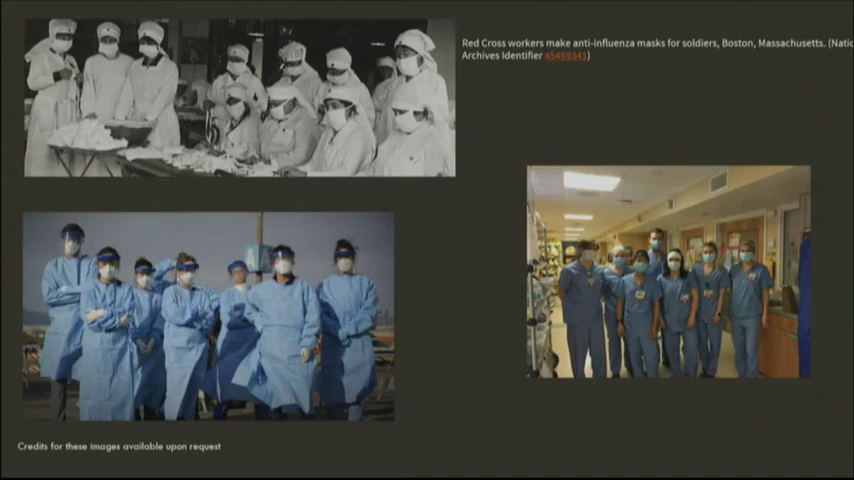 Red Cross workers make anti-influenza masks for soldiers, Boston, Massachusetts. (Natio
Archives Identifier 45499341)
A
Credits for these images available upon request